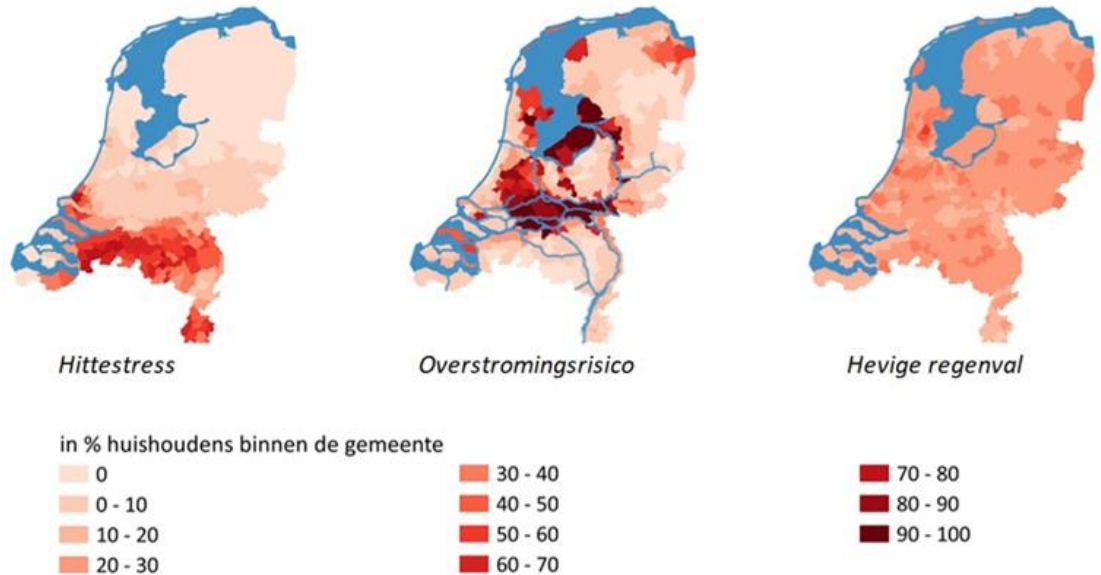 Hittestress
Overstromingsrisico
Hevige regenval
in % huishoudens binnen de gemeente
0
0 - 10
10 - 20
20 - 30
30 - 40
40 - 50
50 - 60
60 - 70
70 - 80
80 - 90
90 - 100